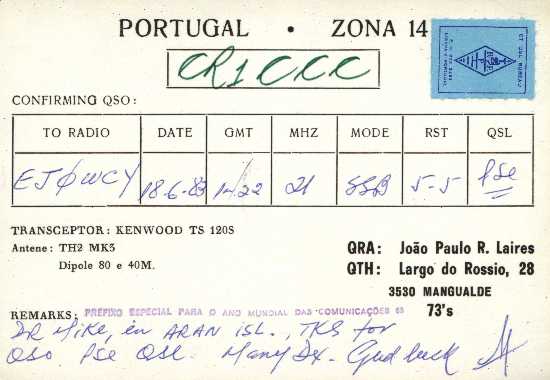 PORTUGAL • ZONA 14
CR1CCC
CONFIRMING QSO:
TO RADIO DATE GMT MHZ MODE RST QSL
EJØWCY 18-6-83 1422 21 SSB 5-5 Pse
TRANSCEPTOR: KENWOOD TS 120S
Antene: TH2 MK3
Dipole 80 e 40M.
QRA: João Paulo R. Laires
QTH: Largo do Rossio, 28
3530 MANGUALDE
73's
REMARKS: PREFIXO ESPECIAL PARA O ANO MUNDIAL DAS COMUNICAÇÕES 83
DR Mike, en ARAN ISL., TKS for
QSO Pse QSL. Many Dx. Gud luck